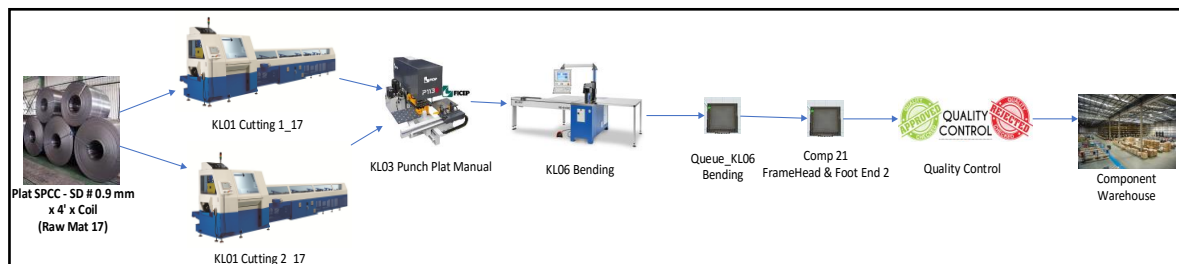 Plat SPCC - SD # 0.9 mm
x 4' x Coil
(Raw Mat 17)
KL01 Cutting 1_17
KL01 Cutting 2_17
FICEP
KL03 Punch Plat Manual
KL06 Bending
Queue_KL06
Bending
Comp 21
FrameHead & Foot End 2
QUALITY
CONTROL
APPROVED
REJECTED
Quality Control
Component
Warehouse